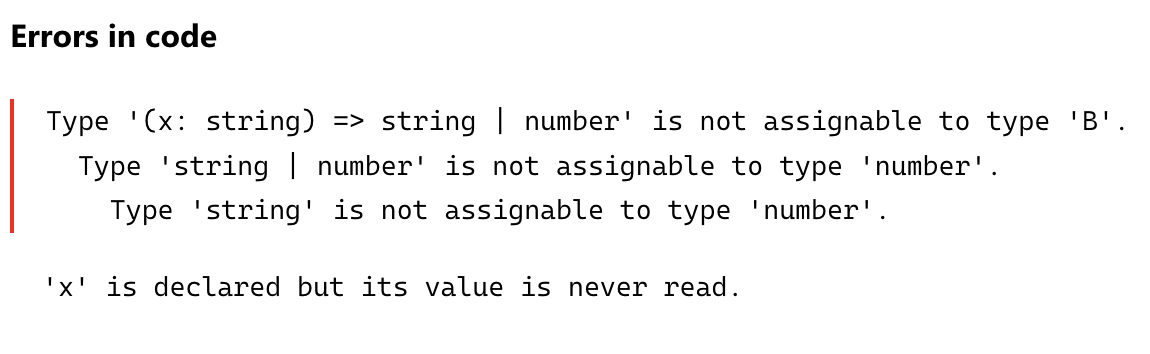 Errors in code
Type '(x: string) => string | number' is not assignable to type 'B'.
Type 'string | number' is not assignable to type 'number'.
Type 'string' is not assignable to type 'number'.
'x' is declared but its value is never read.